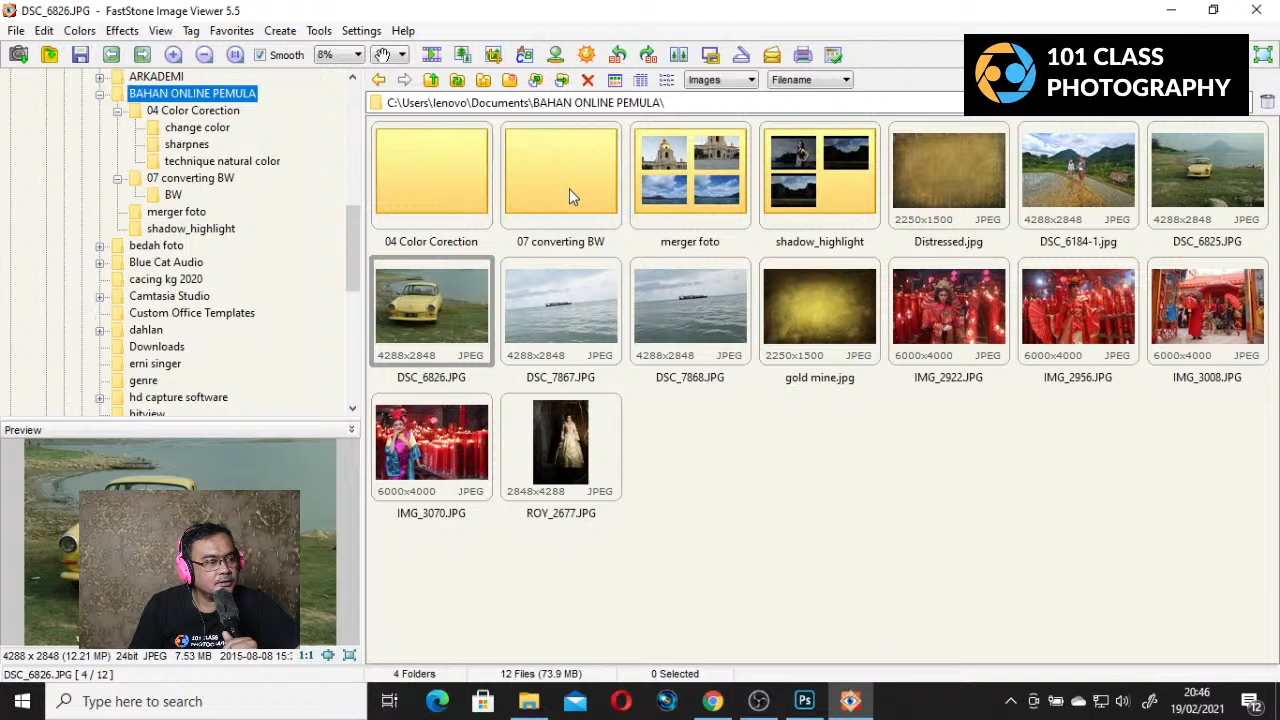 DSC_6826.JPG - FastStone Image Viewer 5.5
File Edit Colors Effects View Tag Favorites Create Tools Settings Help
Smooth 8%
101 CLASS
PHOTOGRAPHY
Images Filename
C:\Users\lenovo\Documents\BAHAN ONLINE PEMULA\
ARKADEMI
BAHAN ONLINE PEMULA
04 Color Corection
change color
sharpnes
technique natural color
07 converting BW
BW
merger foto
shadow_highlight
bedah foto
Blue Cat Audio
cacing kg 2020
Camtasia Studio
Custom Office Templates
dahlan
Downloads
erni singer
genre
hd capture software
hitview
2250x1500 JPEG 4288x2848 JPEG 4288x2848 JPEG
04 Color Corection 07 converting BW merger foto shadow_highlight Distressed.jpg DSC_6184-1.jpg DSC_6825.JPG
4288x2848 JPEG 4288x2848 JPEG 4288x2848 JPEG 2250x1500 JPEG 6000x4000 JPEG 6000x4000 JPEG 6000x4000 JPEG
DSC_6826.JPG DSC_7867.JPG DSC_7868.JPG gold mine.jpg IMG_2922.JPG IMG_2956.JPG IMG_3008.JPG
6000x4000 JPEG 2848x4288 JPEG
IMG_3070.JPG ROY_2677.JPG
Preview
101 CLASS
4288 x 2848 (12.21 MP) 24bit JPEG 7.53 MB 2015-08-08 15: 1:1
DSC_6826.JPG [ 4 / 12 ]
4 Folders 12 Files (73.9 MB) 0 Selected
Type here to search
Ps
20:46
19/02/2021
12